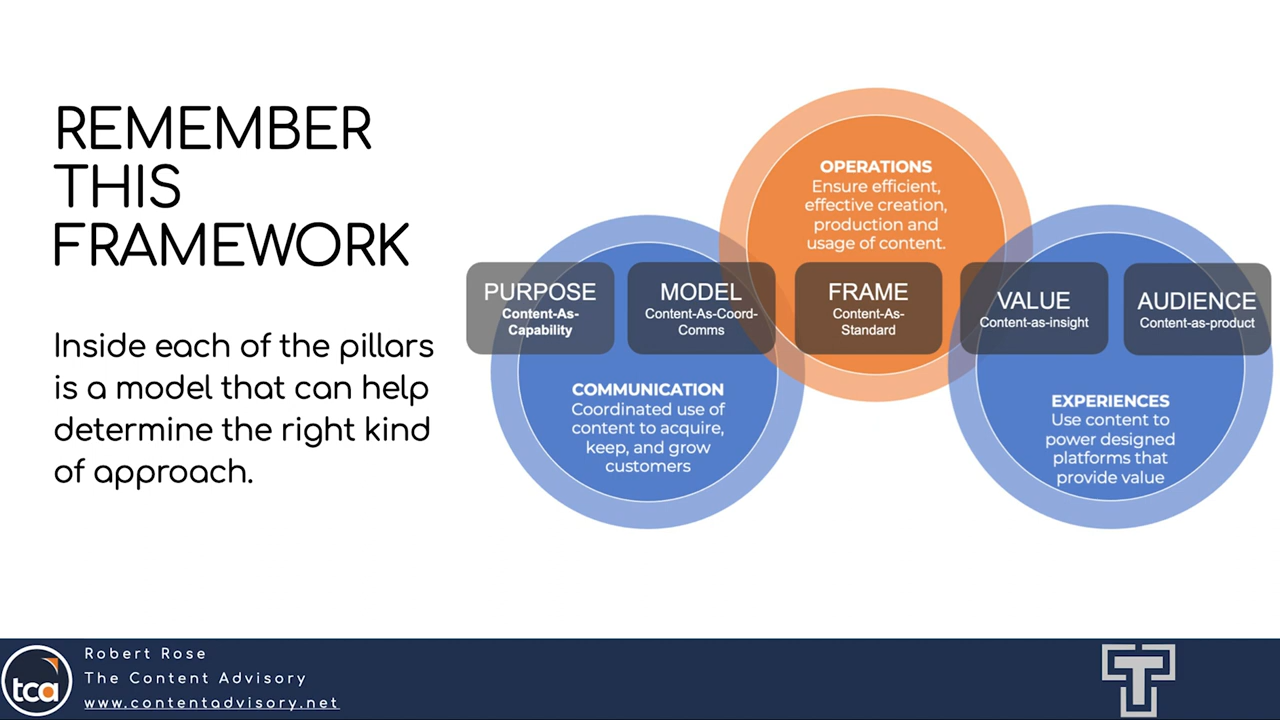 REMEMBER
THIS
FRAMEWORK
Inside each of the pillars
is a model that can help
determine the right kind
of approach.
OPERATIONS
Ensure efficient,
effective creation,
production and
usage of content.
PURPOSE
Content-As-
Capability
MODEL
Content-As-Coord-
Comms
FRAME
Content-As-
Standard
VALUE
Content-as-insight
AUDIENCE
Content-as-product
COMMUNICATION
Coordinated use of
content to acquire,
keep, and grow
customers
EXPERIENCES
Use content to
power designed
platforms that
provide value
tca
Robert Rose
The Content Advisory
www.contentadvisory.net
T